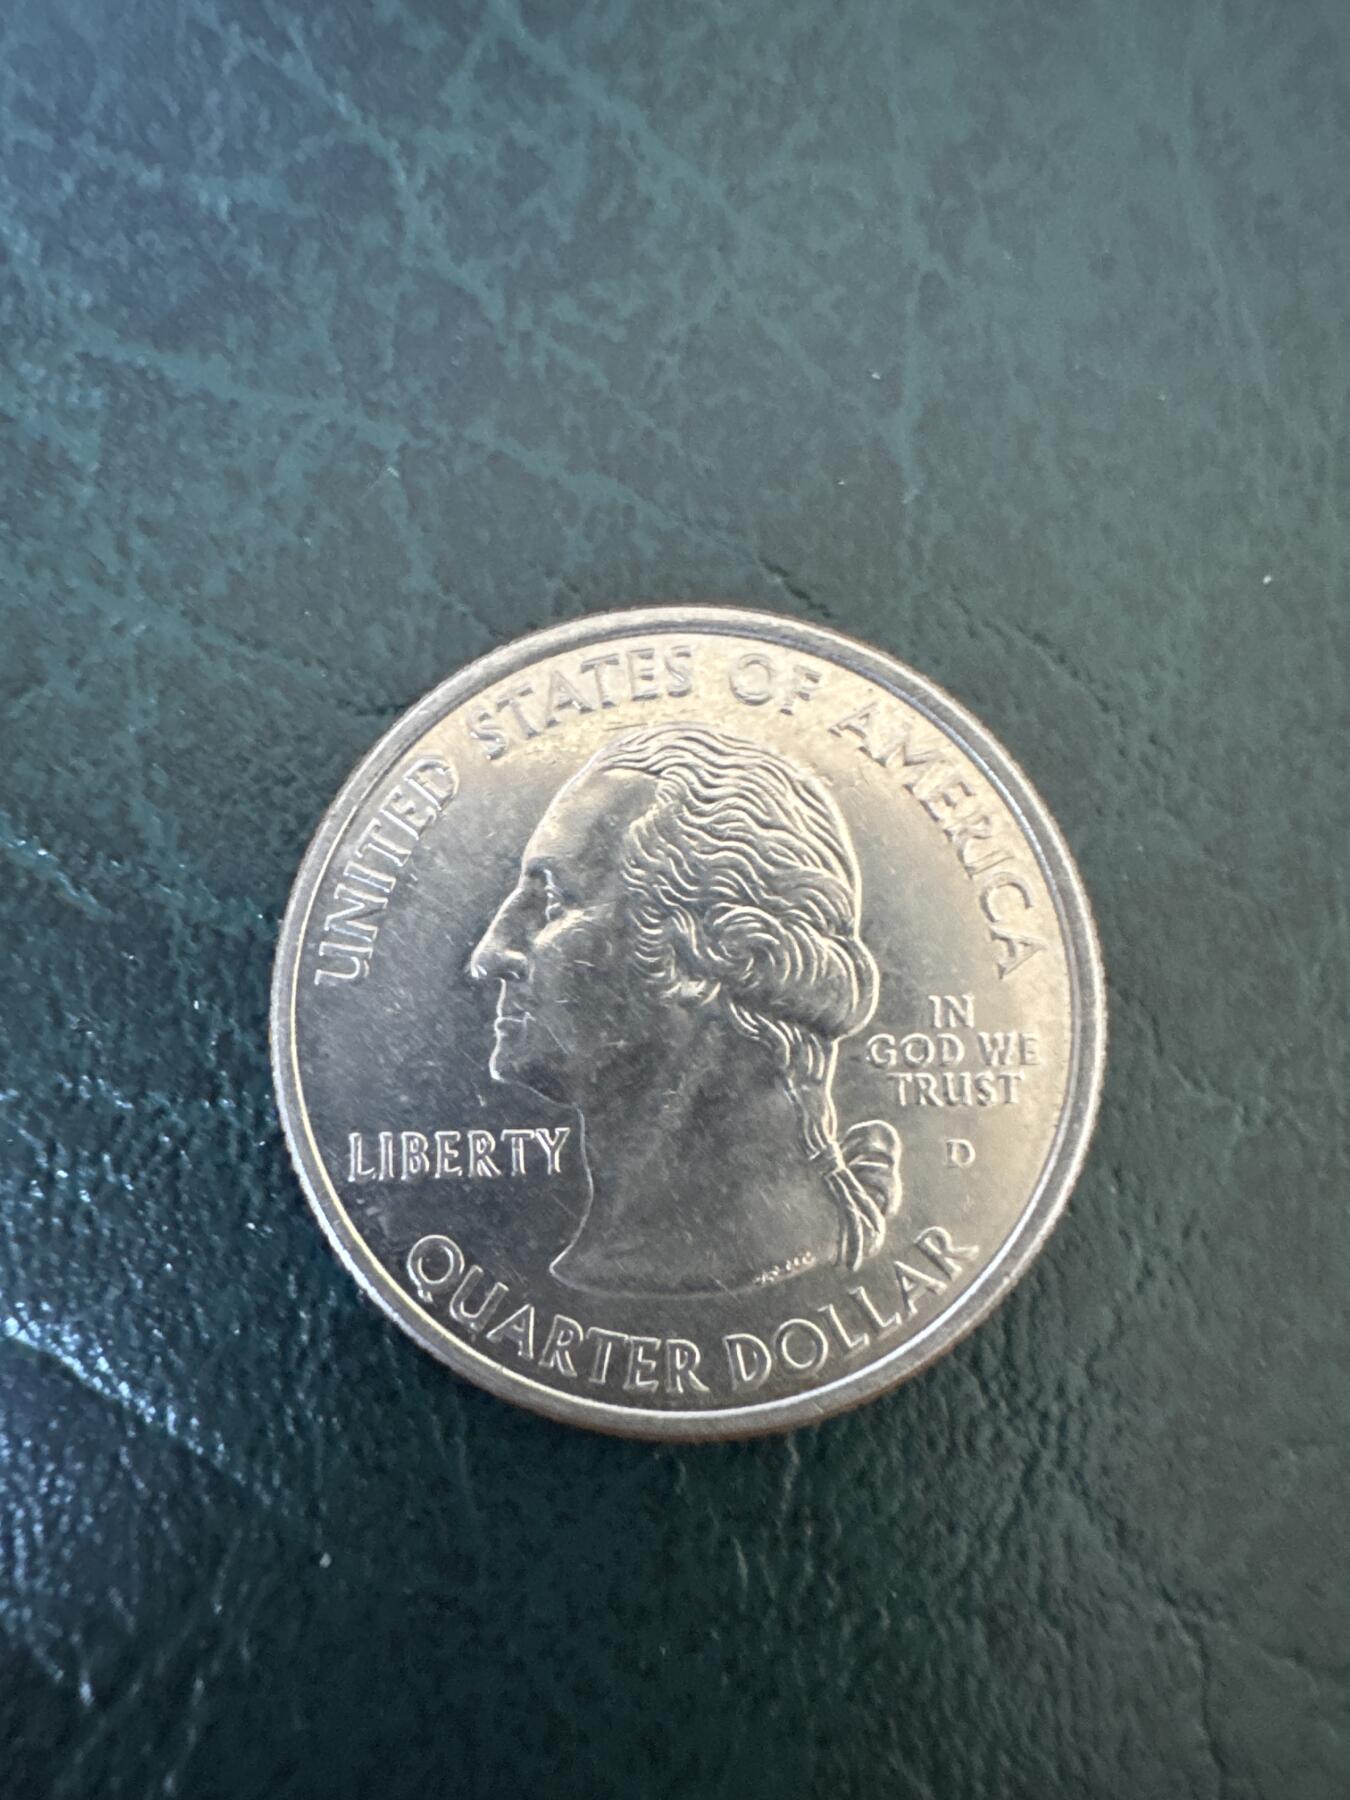 UNITED STATES OF AMERICA
LIBERTY
IN
GOD WE
TRUST
D
QUARTER DOLLAR